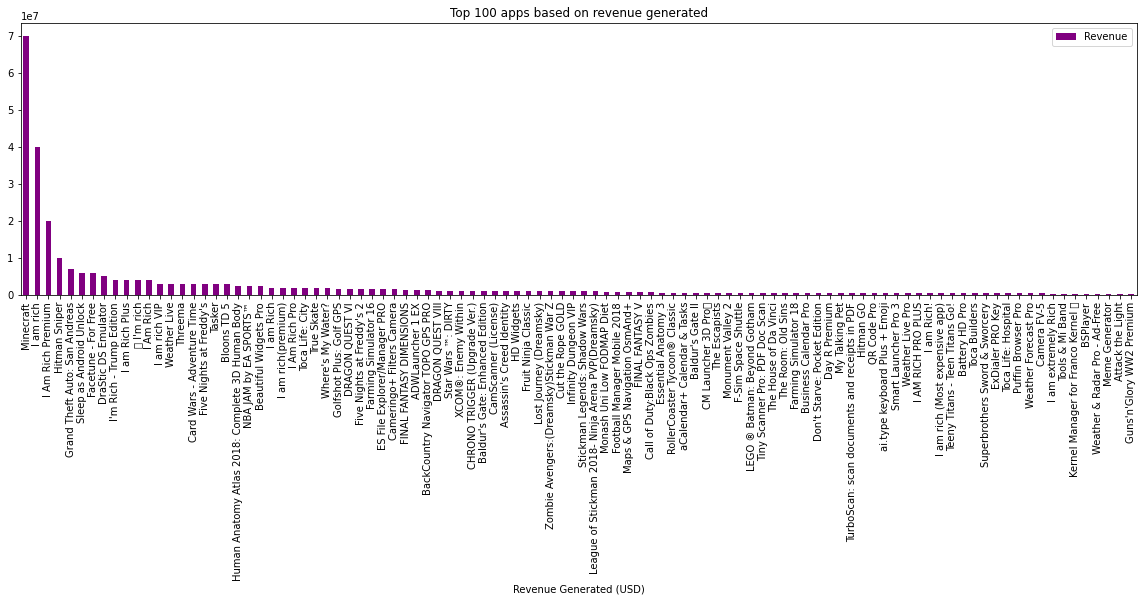 Top 100 apps based on revenue generated
1e7
Revenue
7
6
5
4
3
2
1
0
Minecraft
I am rich
I Am Rich Premium
Hitman Sniper
Grand Theft Auto: San Andreas
Sleep as Android Unlock
Facetune - For Free
DraStic DS Emulator
I'm Rich - Trump Edition
I am Rich Plus
I'm rich
I Am Rich
I am rich VIP
Weather Live
Threema
Card Wars - Adventure Time
Five Nights at Freddy's
Tasker
Bloons TD 5
Human Anatomy Atlas 2018: Complete 3D Human Body
NBA JAM by EA SPORTS™
Beautiful Widgets Pro
I am Rich
I am rich(premium)
I Am Rich Pro
Toca Life: City
True Skate
Where's My Water?
Golfshot Plus: Golf GPS
DRAGON QUEST VI
Five Nights at Freddy's 2
Farming Simulator 16
ES File Explorer/Manager PRO
Cameringo+ Filters Camera
FINAL FANTASY DIMENSIONS
ADWLauncher 1 EX
BackCountry Navigator TOPO GPS PRO
DRAGON QUEST VIII
Star Wars ™: DIRTY
XCOM®: Enemy Within
CHRONO TRIGGER (Upgrade Ver.)
Baldur's Gate: Enhanced Edition
CamScanner (License)
Assassin's Creed Identity
HD Widgets
Fruit Ninja Classic
Lost Journey (Dreamsky)
Zombie Avengers:(Dreamsky)Stickman War Z
Cut the Rope GOLD
Infinity Dungeon VIP
Stickman Legends: Shadow Wars
League of Stickman 2018- Ninja Arena PVP(Dreamsky)
Monash Uni Low FODMAP Diet
Football Manager Mobile 2018
Maps & GPS Navigation OsmAnd+
FINAL FANTASY V
Call of Duty:Black Ops Zombies
Essential Anatomy 3
RollerCoaster Tycoon® Classic
aCalendar+ Calendar & Tasks
Baldur's Gate II
CM Launcher 3D Pro
The Escapists
Monument Valley 2
F-Sim Space Shuttle
LEGO ® Batman: Beyond Gotham
Tiny Scanner Pro: PDF Doc Scan
The House of Da Vinci
The Room: Old Sins
Farming Simulator 18
Business Calendar Pro
Don't Starve: Pocket Edition
Day Reminder
My Talking Pet
TurboScan: scan documents and receipts in PDF
Hitman GO
QR Code Pro
ai.type keyboard Plus + Emoji
Smart Launcher Pro 3
Weather Live Pro
I AM RICH PRO PLUS
I am Rich!
I am rich (Most expensive app)
Teeny Titans - Teen Titans Go!
Battery HD Pro
Toca Builders
Superbrothers Sword & Sworcery
ExDialer PRO Key
Toca Life: Hospital
Puffin Browser Pro
Weather Forecast Pro
Camera FV-5
I am extremely Rich
Tools & Mi Band
Kernel Manager for Franco Kernel
BSPlayer
Weather & Radar Pro - Ad-Free
Meme Generator
Attack the Light
Guns'n'Glory WW2 Premium
Revenue Generated (USD)